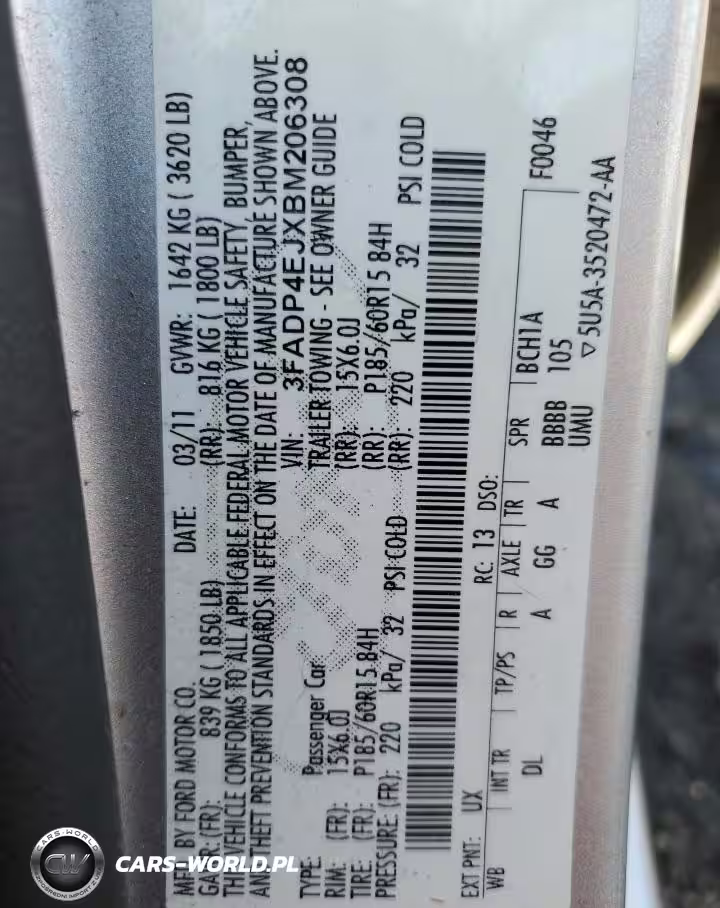 MFD. BY FORD MOTOR CO.
DATE: 03/11 GVWR: 1642 KG ( 3620 LB)
GAR: (FR): 839 KG ( 1850 LB) (RR): 816 KG ( 1800 LB)
THIS VEHICLE CONFORMS TO ALL APPLICABLE FEDERAL MOTOR VEHICLE SAFETY, BUMPER,
AND THEFT PREVENTION STANDARDS IN EFFECT ON THE DATE OF MANUFACTURE SHOWN ABOVE.
VIN: 3FADP4EJXBM206308
TYPE: Passenger Car TRAILER TOWING - SEE OWNER GUIDE
RIM: (FR): 15X6.0J (RR): 15X6.0J
TIRE: (FR): P185/60R15 84H (RR): P185/60R15 84H
PRESSURE (FR): 220 kPa/ 32 PSI COLD (RR): 220 kPa/ 32 PSI COLD
EXT PNT: UX RC: 13 DSO: F0046
WB INT TR TP/PS R AXLE TR SPR BCH1A
DL A GG A BBBB 105
UMU ▽5U5A-3520472-AA
CARS-WORLD
CW
CARS-WORLD.PL